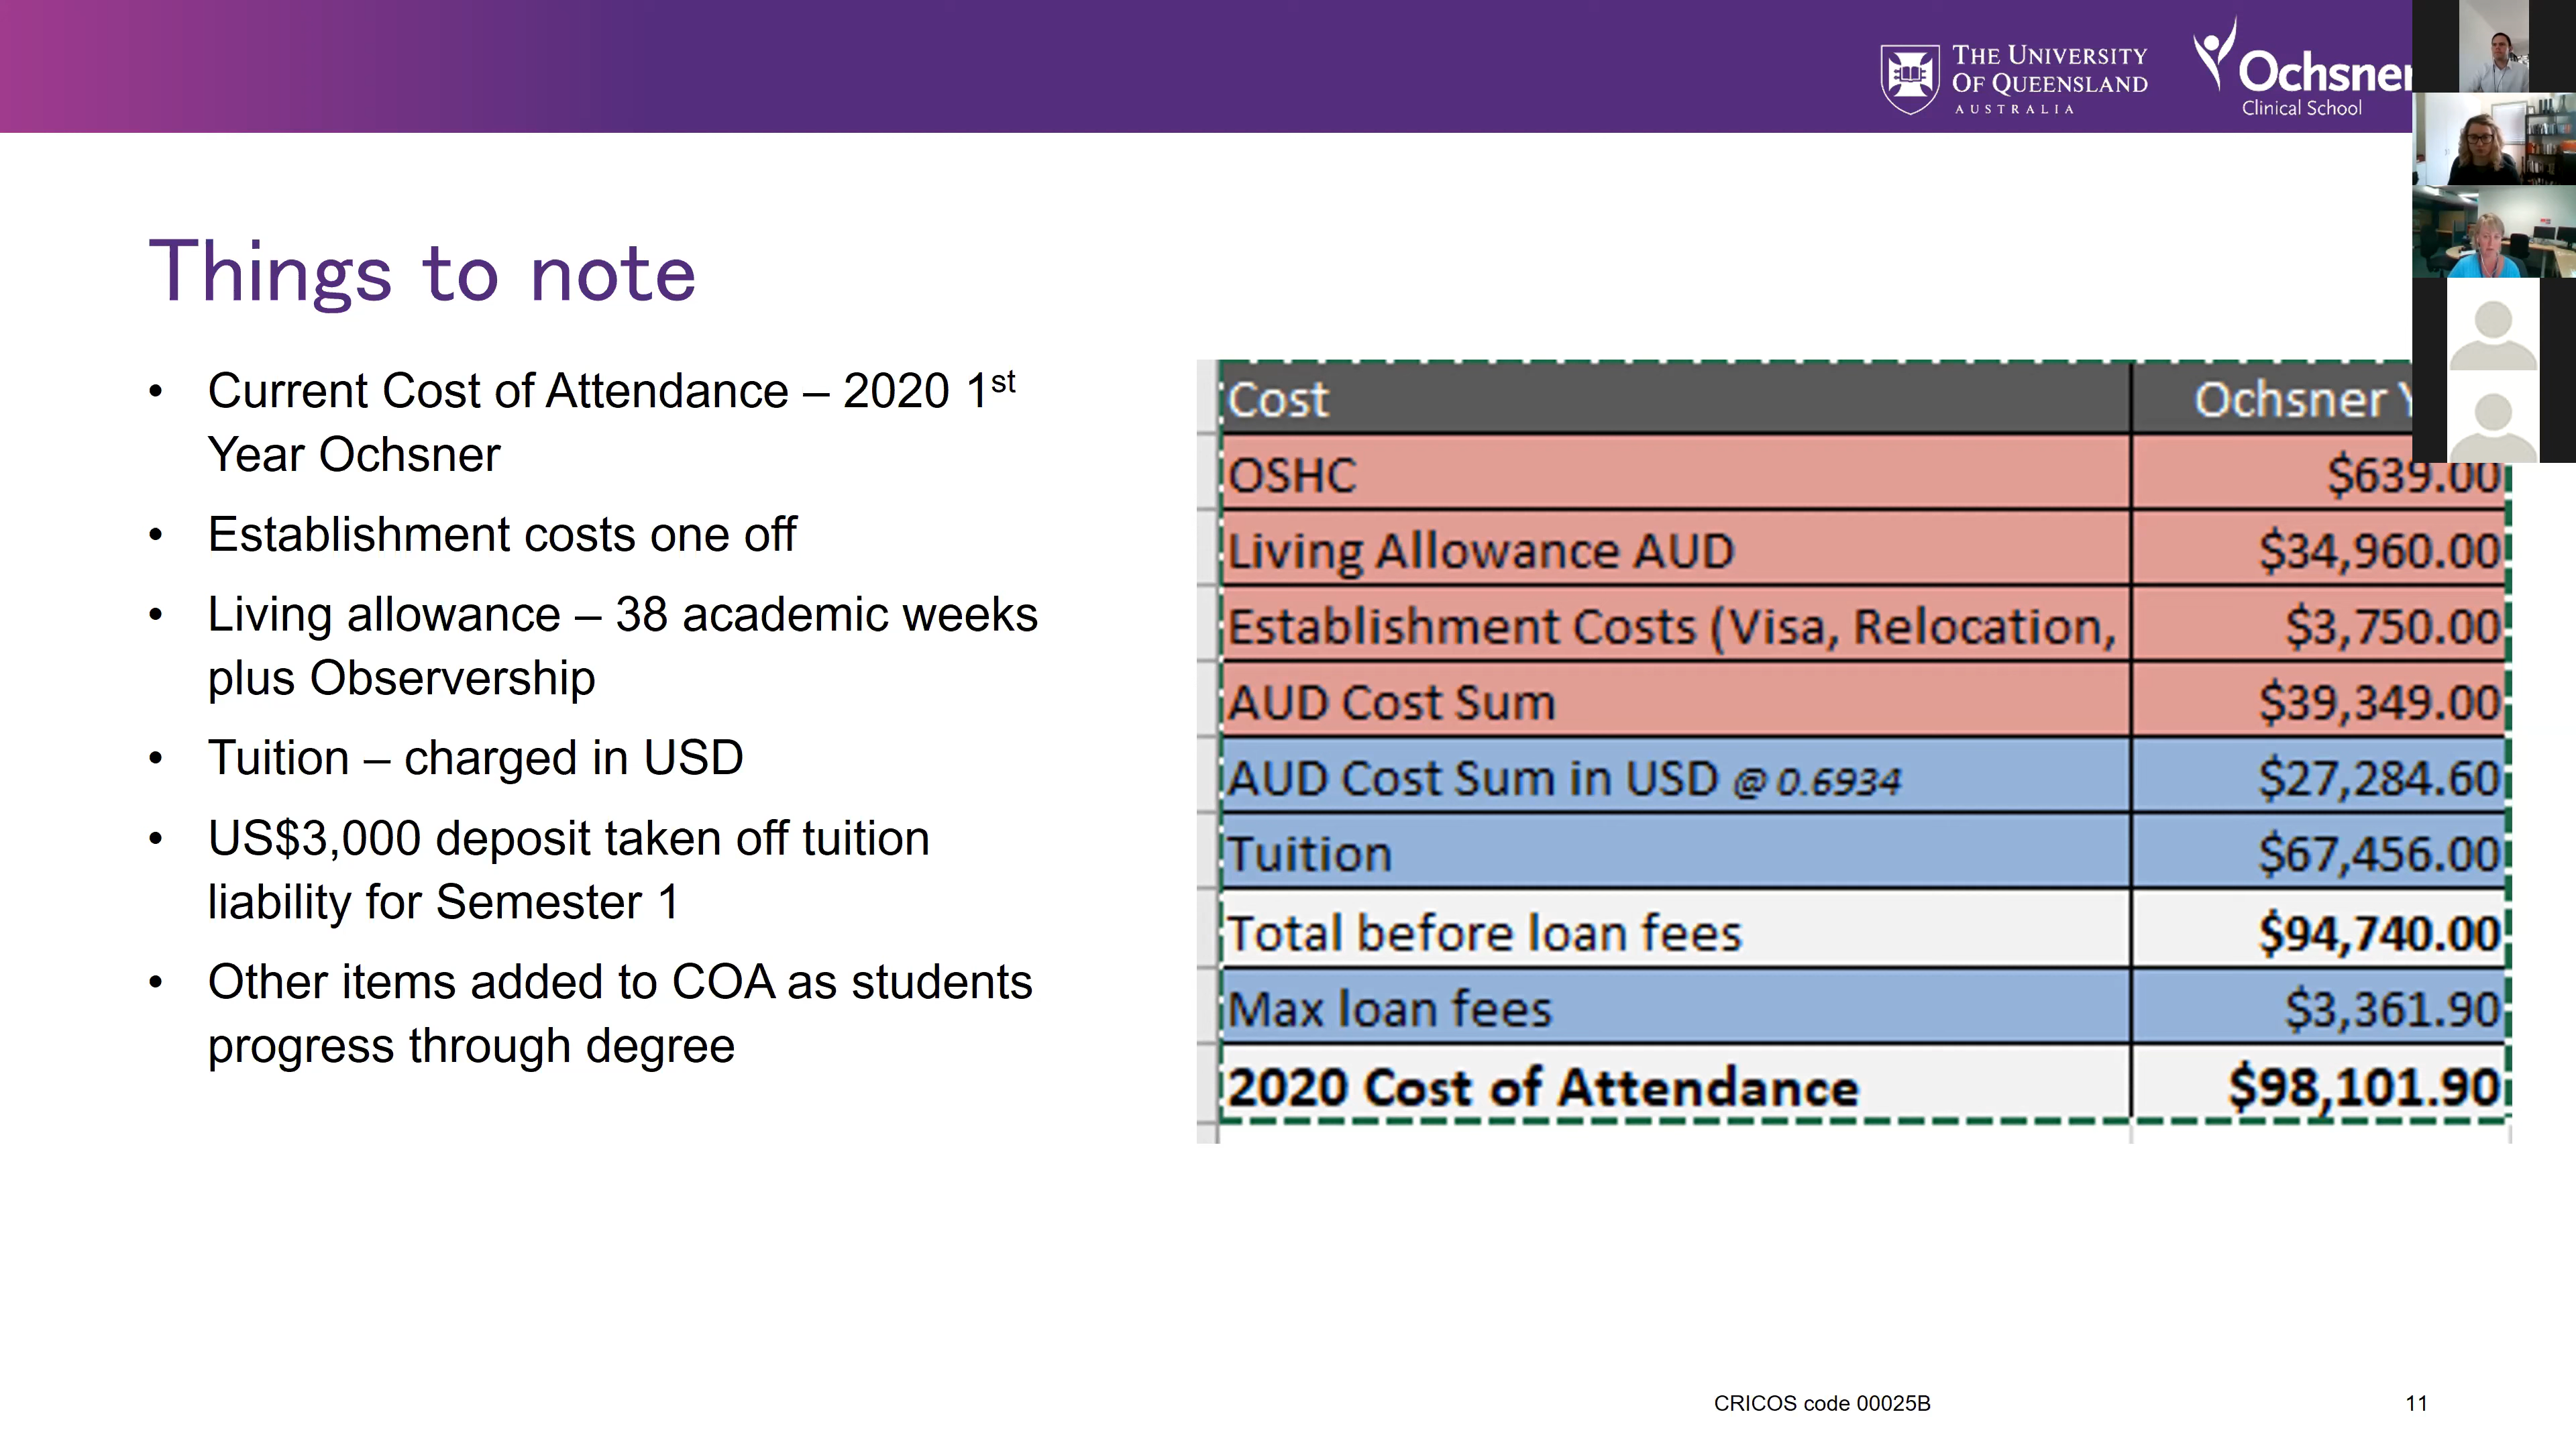 THE UNIVERSITY
OF QUEENSLAND
AUSTRALIA
Ochsner
Clinical School
Things to note
• Current Cost of Attendance – 2020 1st
Year Ochsner
• Establishment costs one off
• Living allowance – 38 academic weeks
plus Observership
• Tuition – charged in USD
• US$3,000 deposit taken off tuition
liability for Semester 1
• Other items added to COA as students
progress through degree
Cost Ochsner
OSHC $639.00
Living Allowance AUD $34,960.00
Establishment Costs (Visa, Relocation, $3,750.00
AUD Cost Sum $39,349.00
AUD Cost Sum in USD @ 0.6934 $27,284.60
Tuition $67,456.00
Total before loan fees $94,740.00
Max loan fees $3,361.90
2020 Cost of Attendance $98,101.90
CRICOS code 00025B
11